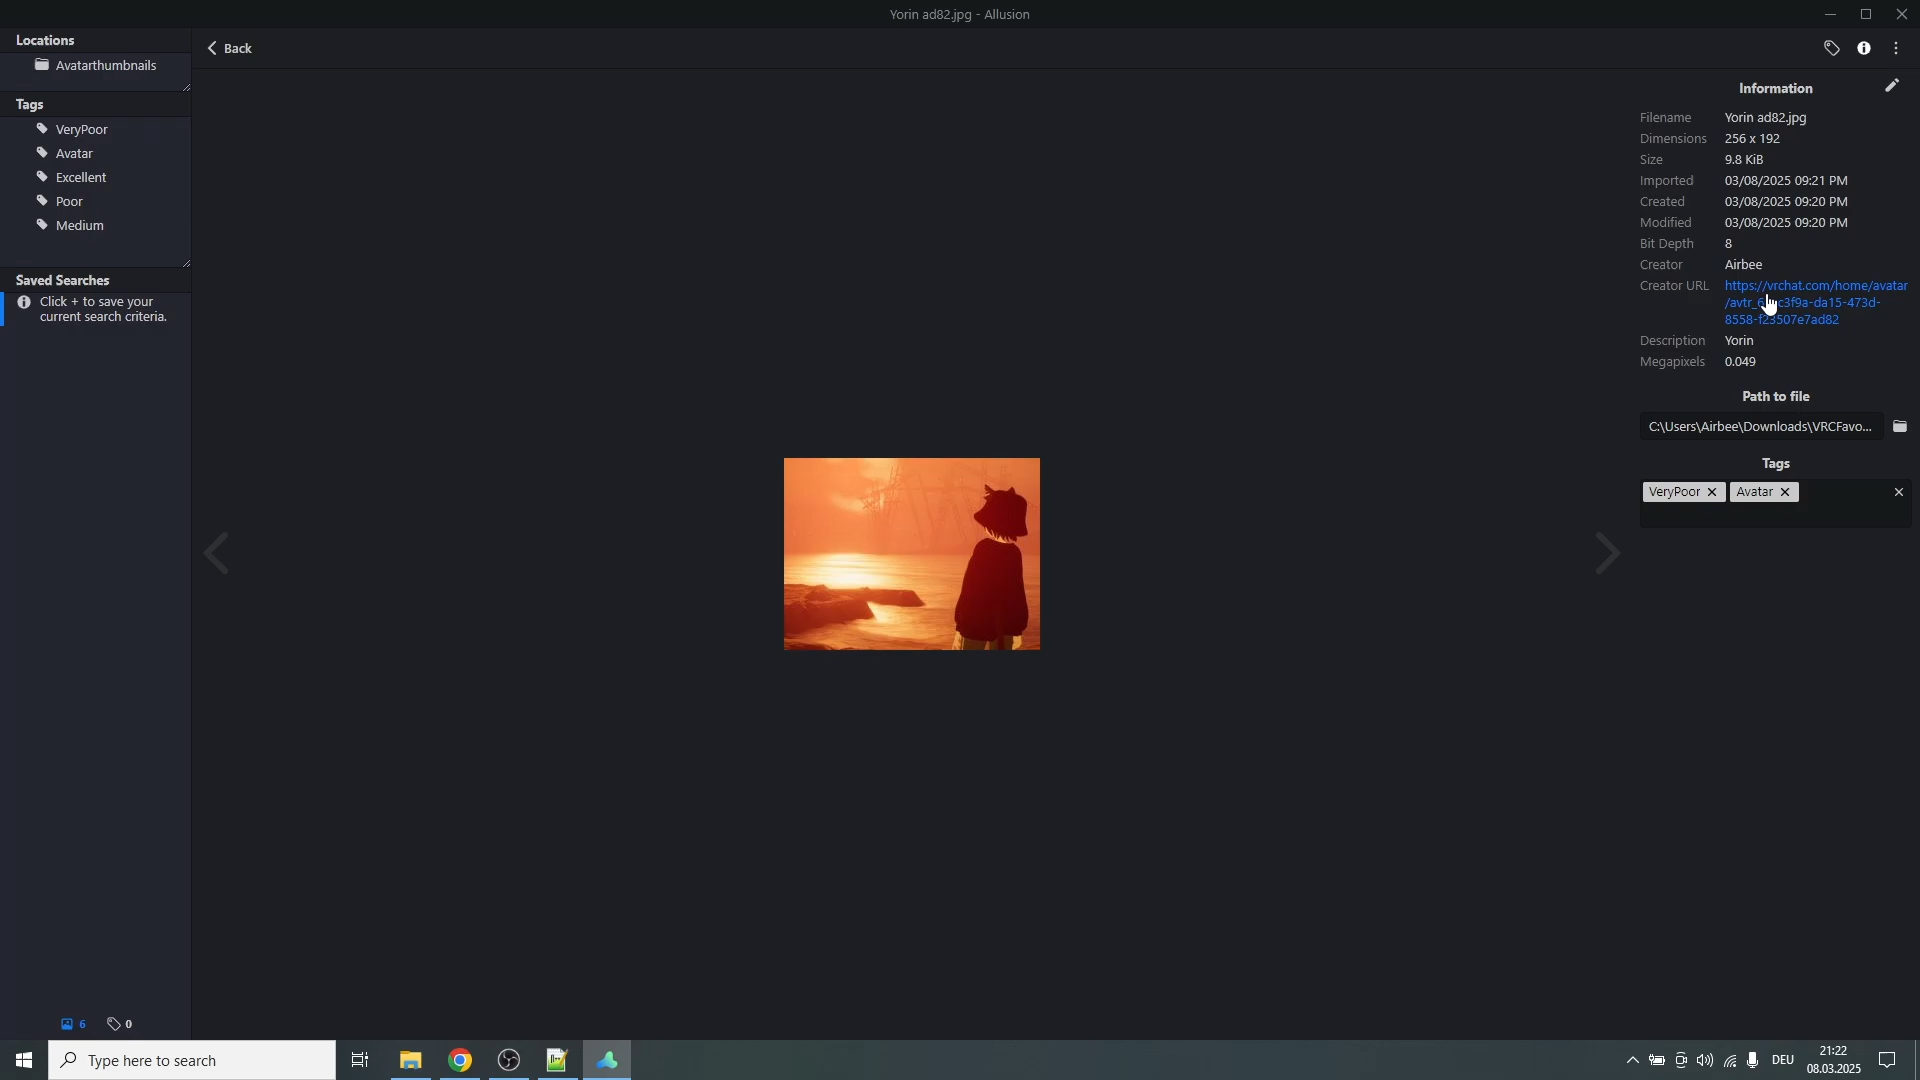 Yorin ad82.jpg - Allusion
Locations
Back
Avatarthumbnails
Tags
VeryPoor
Avatar
Excellent
Poor
Medium
Saved Searches
Click + to save your
current search criteria.
6 0
Information
Filename Yorin ad82.jpg
Dimensions 256 x 192
Size 9.8 KiB
Imported 03/08/2025 09:21 PM
Created 03/08/2025 09:20 PM
Modified 03/08/2025 09:20 PM
Bit Depth 8
Creator Airbee
Creator URL https://vrchat.com/home/avatar
8558-f23507e7ad82
Description Yorin
Megapixels 0.049
Path to file
C:\Users\Airbee\Downloads\VRCFavo...
Tags
VeryPoor Avatar
Type here to search
DEU
21:22
08.03.2025